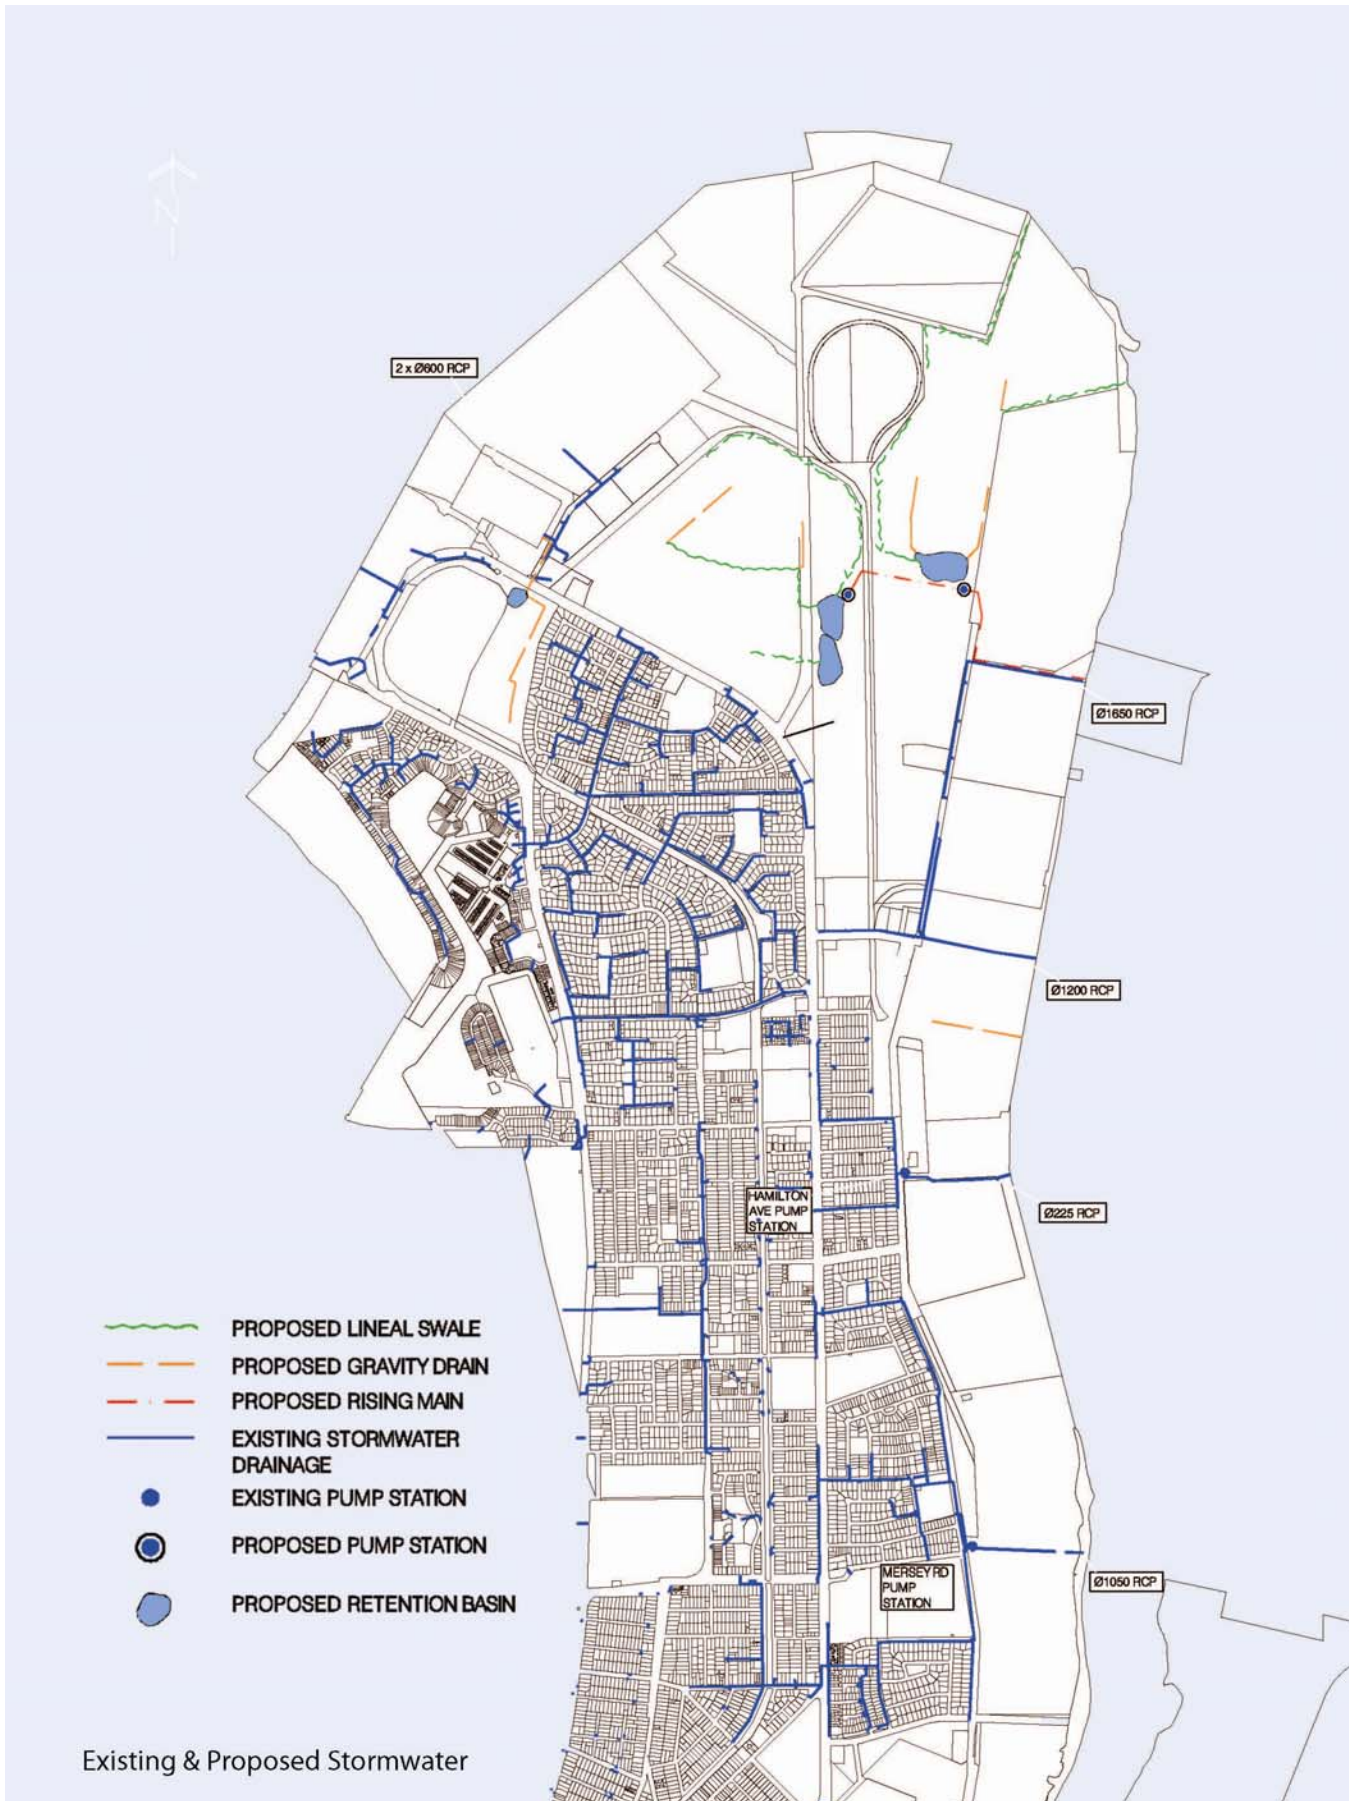 N
2 x Ø600 RCP
Ø1650 RCP
Ø1200 RCP
HAMILTON
AVE PUMP
STATION
Ø225 RCP
PROPOSED LINEAL SWALE
PROPOSED GRAVITY DRAIN
PROPOSED RISING MAIN
EXISTING STORMWATER
DRAINAGE
EXISTING PUMP STATION
PROPOSED PUMP STATION
PROPOSED RETENTION BASIN
MERSEY RD
PUMP
STATION
Ø1050 RCP
Existing & Proposed Stormwater